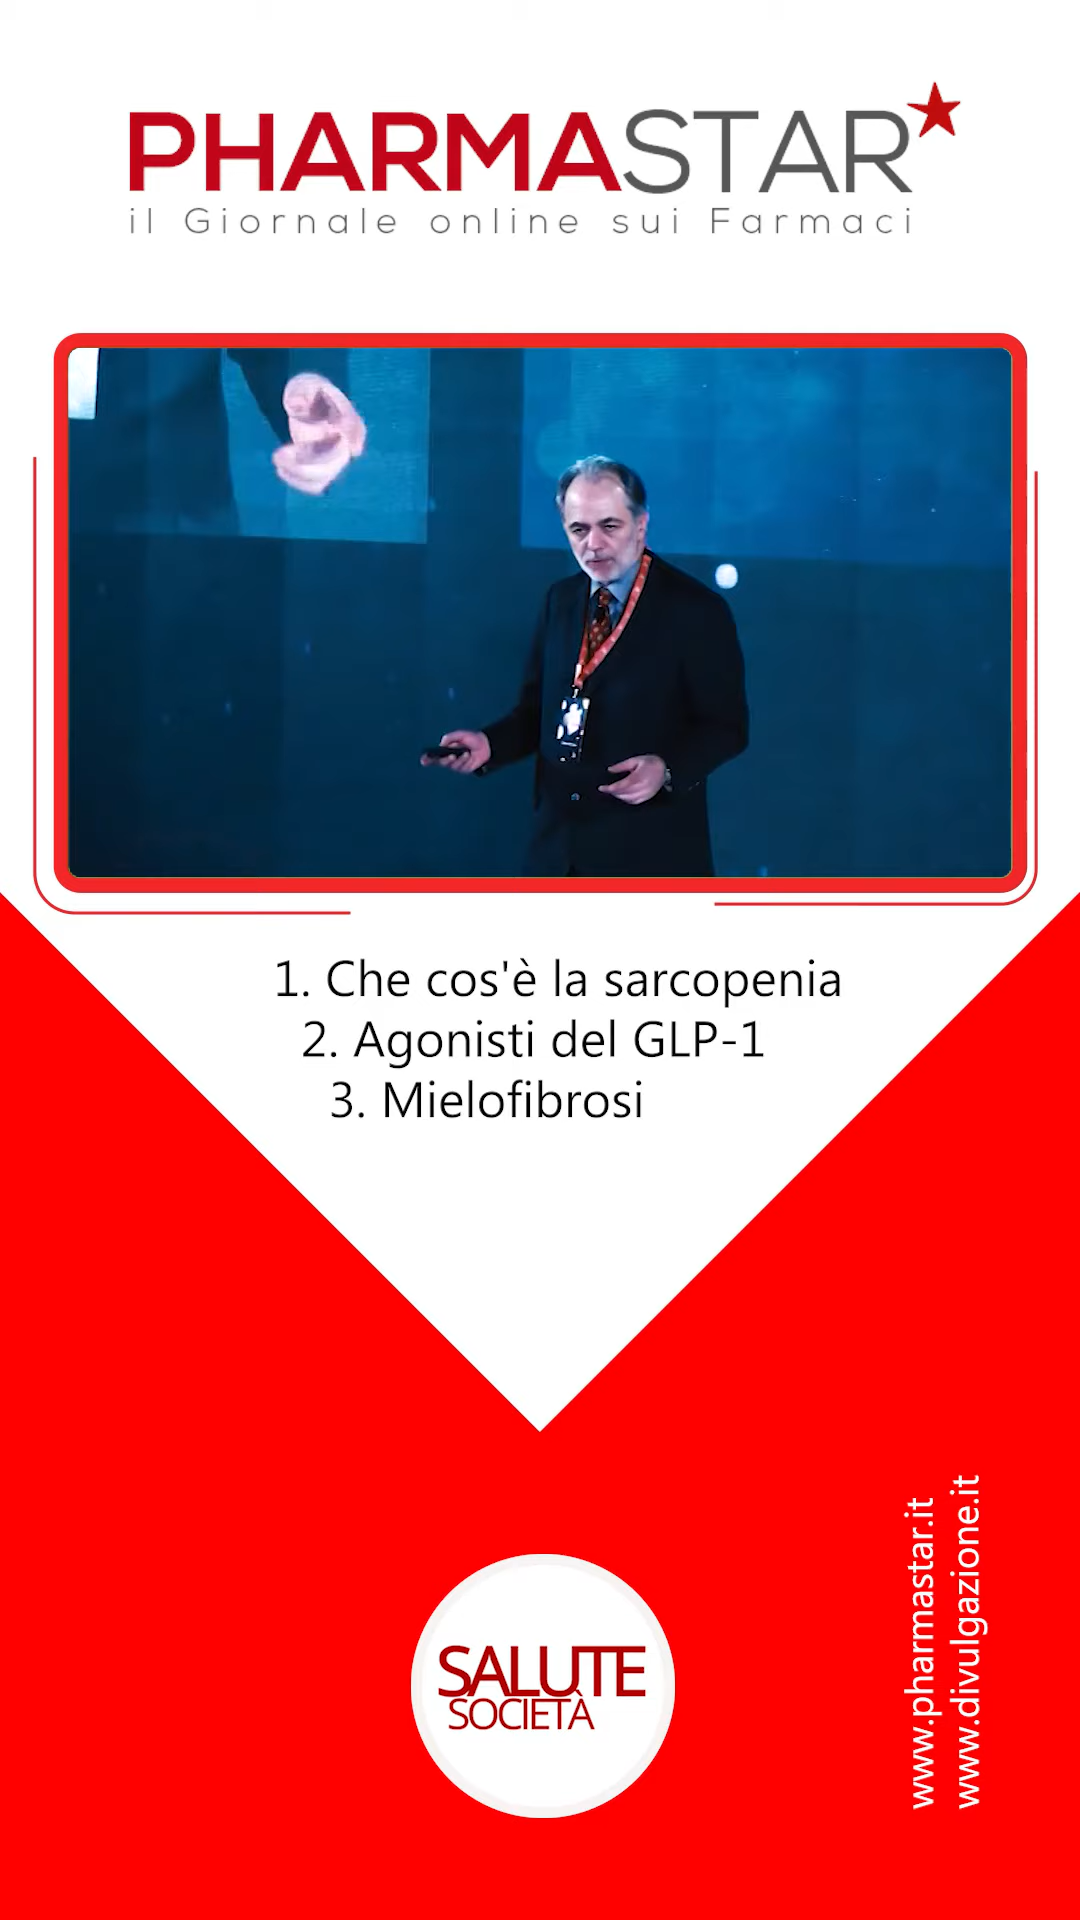 PHARMASTAR
il Giornale online sui Farmaci
1. Che cos'è la sarcopenia
2. Agonisti del GLP-1
3. Mielofibrosi
SALUTE
SOCIETÀ
www.pharmastar.it
www.divulgazione.it